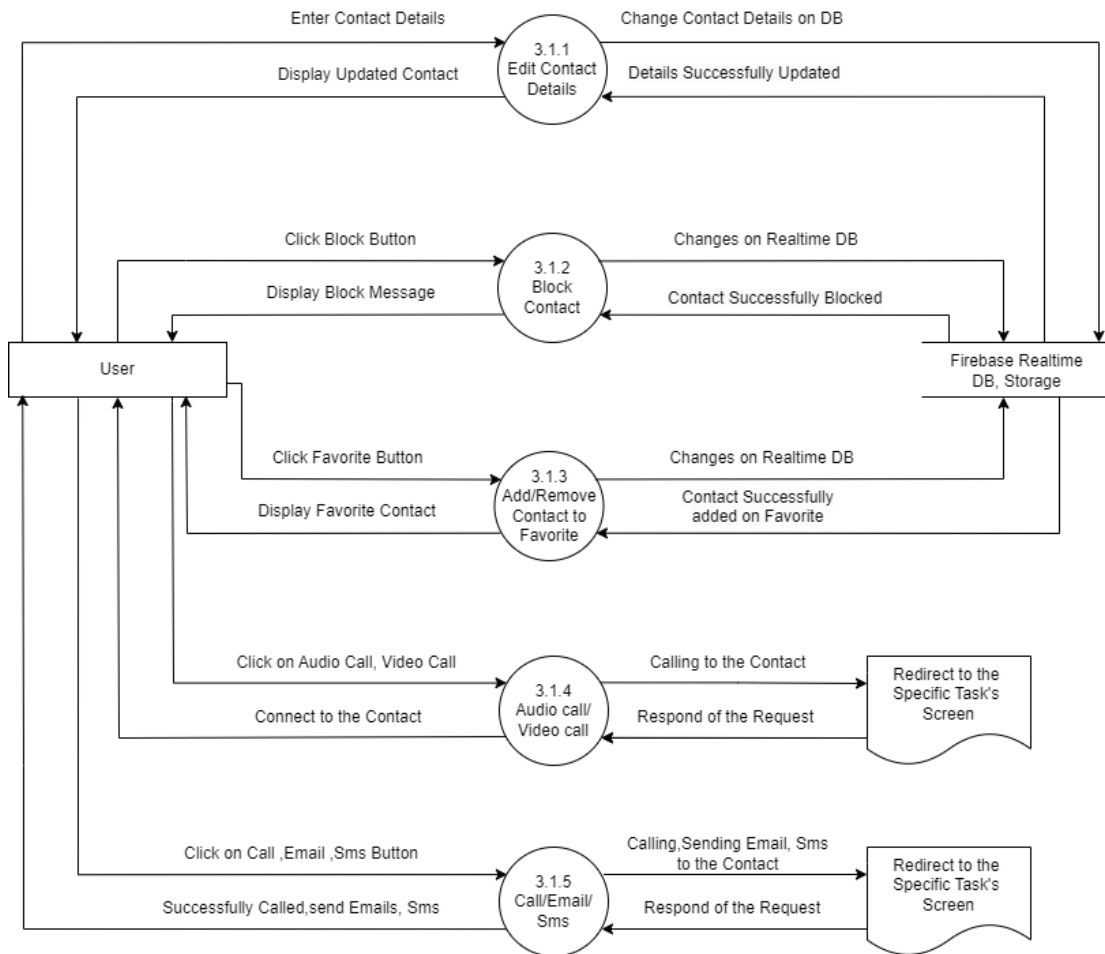 Enter Contact Details
Change Contact Details on DB
3.1.1
Edit Contact
Details
Display Updated Contact
Details Successfully Updated
Click Block Button
Changes on Realtime DB
3.1.2
Block
Contact
Display Block Message
Contact Successfully Blocked
User
Firebase Realtime
DB, Storage
Click Favorite Button
Changes on Realtime DB
3.1.3
Add/Remove
Contact to
Favorite
Display Favorite Contact
Contact Successfully
added on Favorite
Click on Audio Call, Video Call
Calling to the Contact
3.1.4
Audio call/
Video call
Redirect to the
Specific Task's
Screen
Connect to the Contact
Respond of the Request
Click on Call ,Email ,Sms Button
Calling,Sending Email, Sms
to the Contact
3.1.5
Call/Email/
Sms
Redirect to the
Specific Task's
Screen
Successfully Called,send Emails, Sms
Respond of the Request